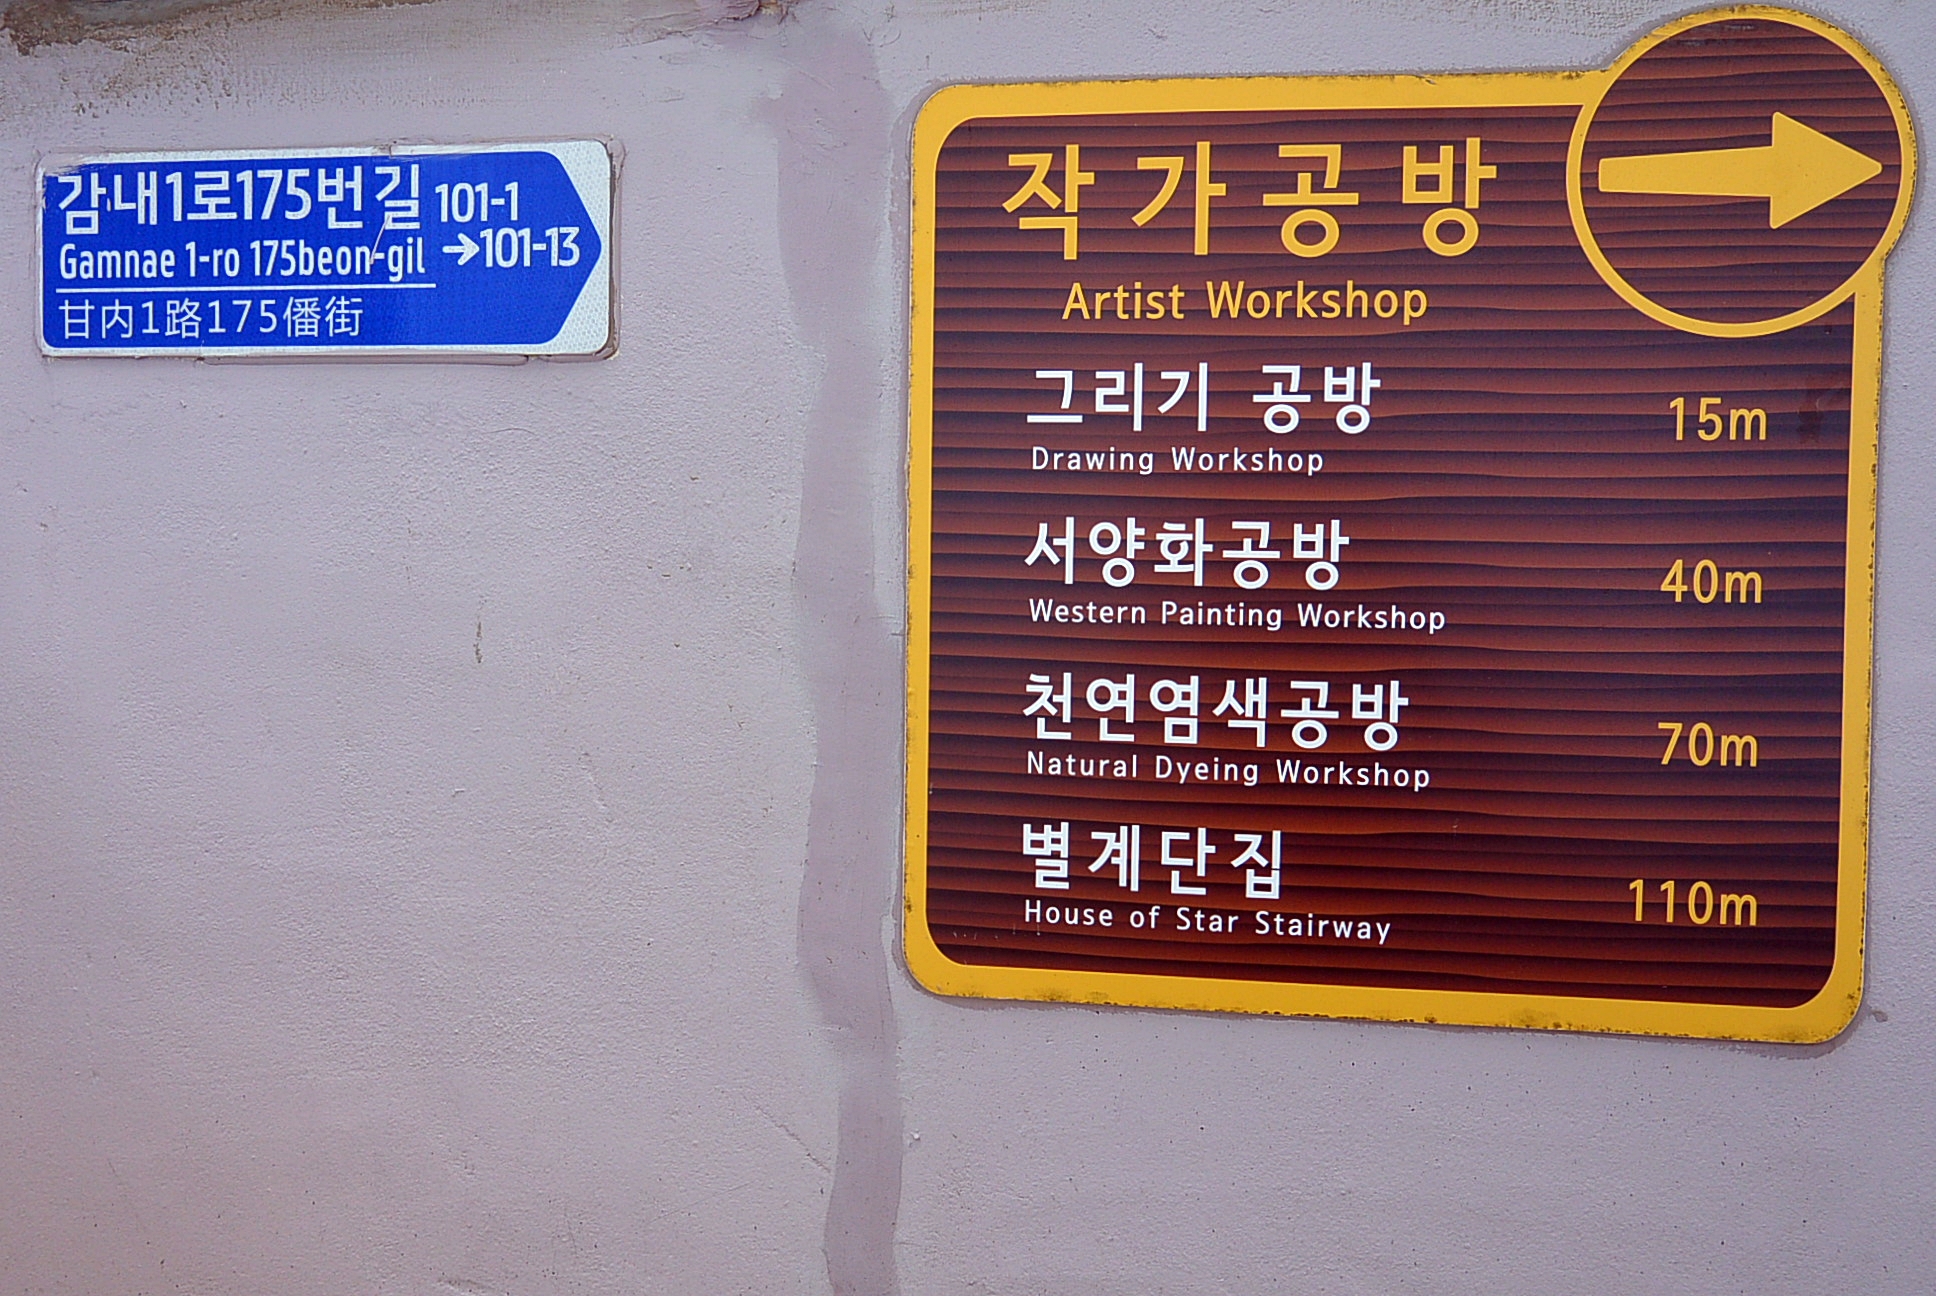 감내1로175번길 101-1
Gamnae 1-ro 175beon-gil →101-13
甘内1路175僠街
작가공방
Artist Workshop
그리기 공방 15m
Drawing Workshop
서양화공방 40m
Western Painting Workshop
천연염색공방 70m
Natural Dyeing Workshop
별계단집 110m
House of Star Stairway